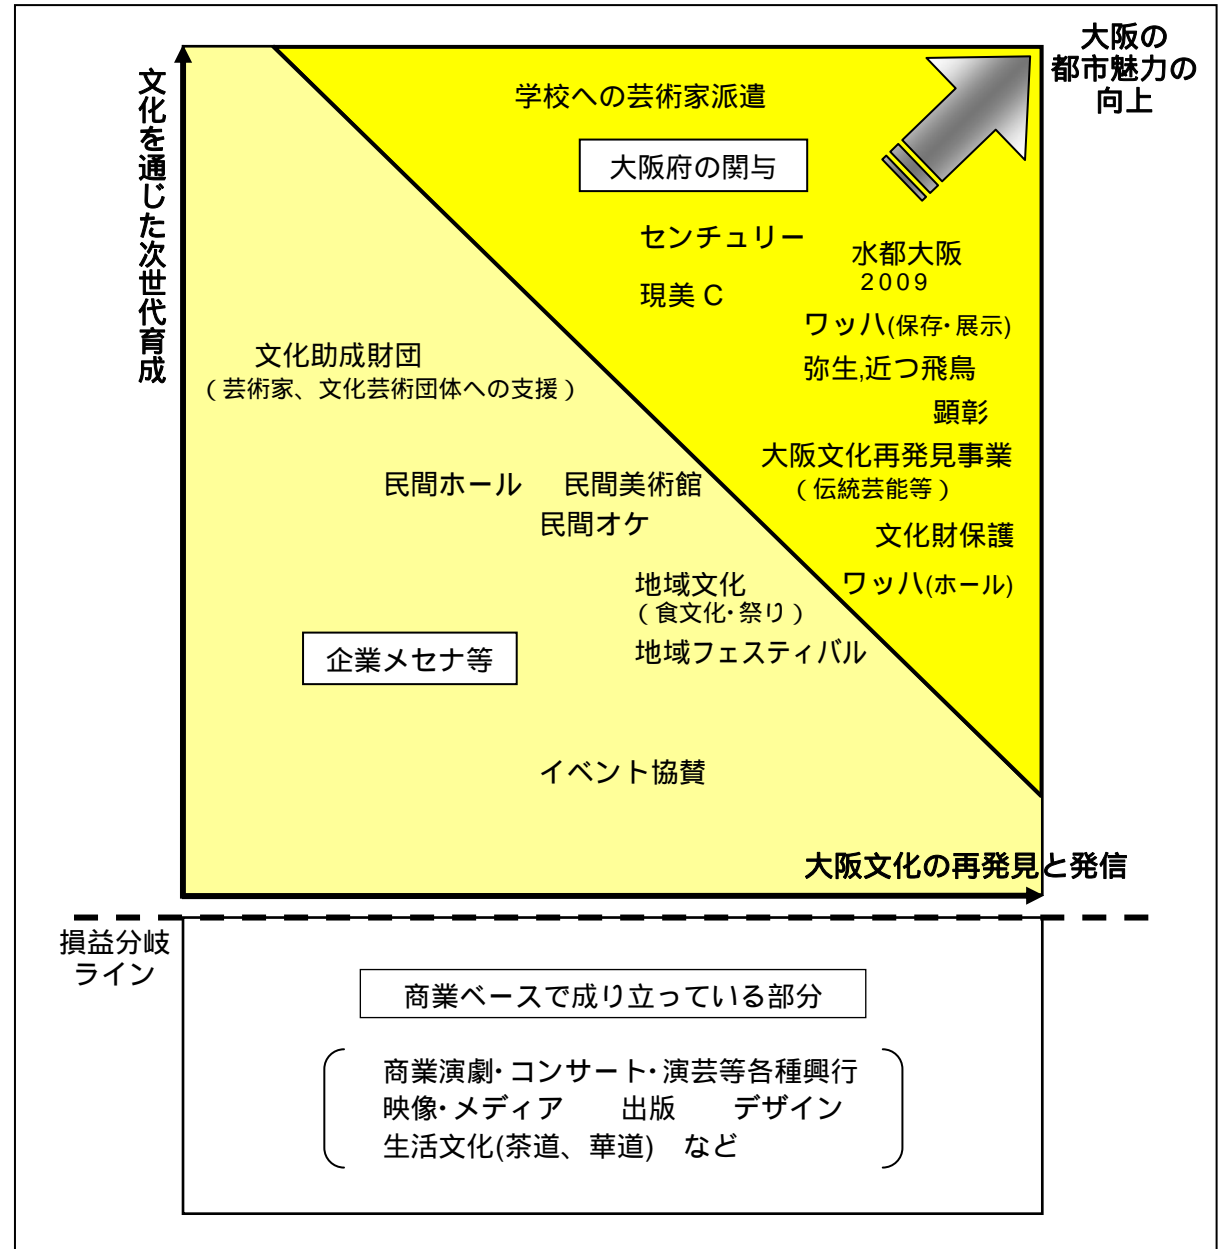 大阪の
都市魅力の
向上
文化を通じた次世代育成
学校への芸術家派遣
大阪府の関与
センチュリー
現美C
水都大阪
2009
ワッハ(保存・展示)
弥生,近つ飛鳥
顕彰
大阪文化再発見事業
(伝統芸能等)
文化財保護
ワッハ(ホール)
文化助成財団
(芸術家、文化芸術団体への支援)
民間ホール 民間美術館
民間オケ
地域文化
(食文化・祭り)
地域フェスティバル
企業メセナ等
イベント協賛
大阪文化の再発見と発信
損益分岐
ライン
商業ベースで成り立っている部分
商業演劇・コンサート・演芸等各種興行
映像・メディア 出版 デザイン
生活文化(茶道、華道) など